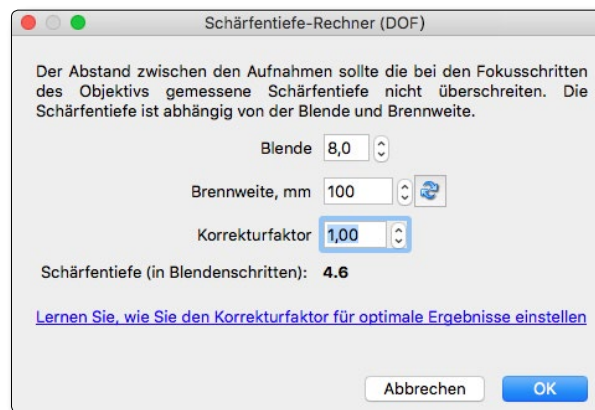 Schärfentiefe-Rechner (DOF)
Der Abstand zwischen den Aufnahmen sollte die bei den Fokusschritten
des Objektivs gemessene Schärfentiefe nicht überschreiten. Die
Schärfentiefe ist abhängig von der Blende und Brennweite.
Blende 8,0
Brennweite, mm 100
Korrekturfaktor 1,00
Schärfentiefe (in Blendenschritten): 4.6
Lernen Sie, wie Sie den Korrekturfaktor für optimale Ergebnisse einstellen
Abbrechen OK